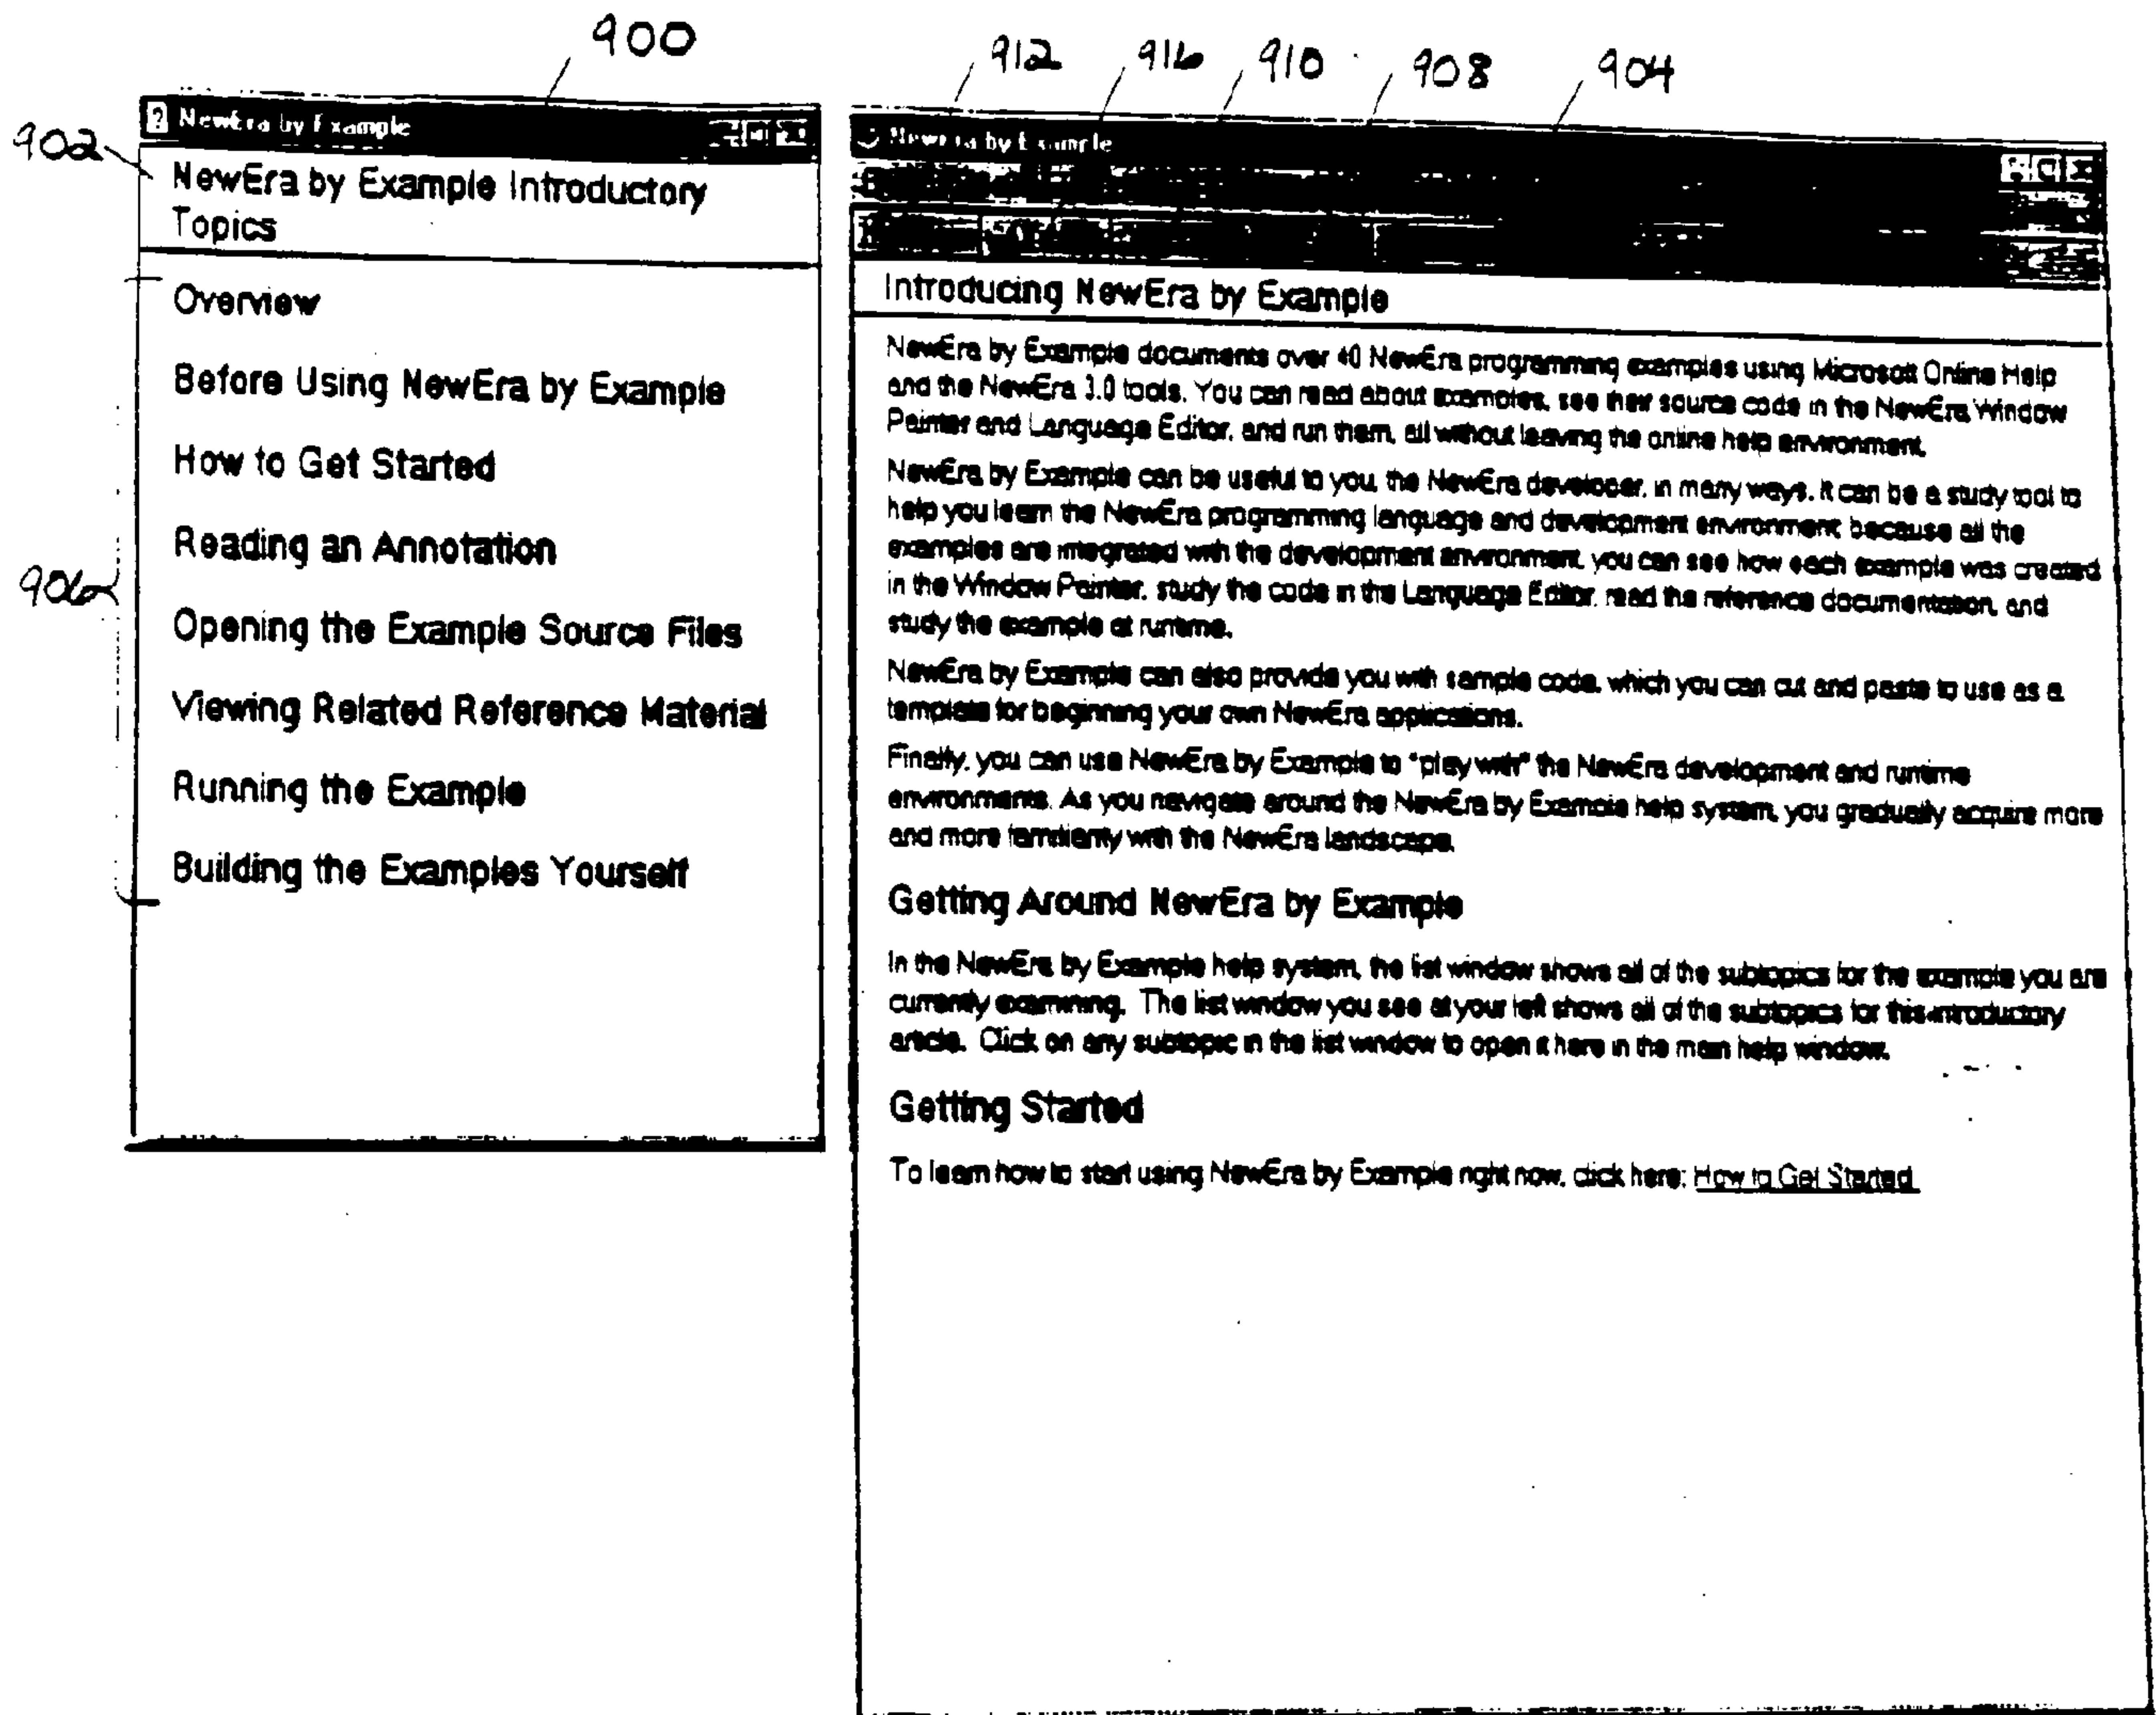 900
912 916 910 908 904
902
NewEra by Example
NewEra by Example Introductory
Topics
Overview
Before Using NewEra by Example
How to Get Started
Reading an Annotation
906
Opening the Example Source Files
Viewing Related Reference Material
Running the Example
Building the Examples Yourself
NewEra by Example
Introducing NewEra by Example
NewEra by Example documents over 40 NewEra programming examples using Microsoft Online Help
and the NewEra 3.0 tools. You can read about examples, see their source code in the NewEra Window
Painter and Language Editor, and run them, all without leaving the online help environment.
NewEra by Example can be useful to you, the NewEra developer, in many ways. It can be a study tool to
help you learn the NewEra programming language and development environment because all the
examples are integrated with the development environment, you can see how each example was created
in the Window Painter, study the code in the Language Editor, read the reference documentation, and
study the example at runtime.
NewEra by Example can also provide you with sample code, which you can cut and paste to use as a
template for beginning your own NewEra applications.
Finally, you can use NewEra by Example to "play with" the NewEra development and runtime
environments. As you navigate around the NewEra by Example help system, you gradually acquire more
and more familiarity with the NewEra landscape.
Getting Around NewEra by Example
In the NewEra by Example help system, the list window shows all of the subtopics for the example you are
currently examining. The list window you see at your left shows all of the subtopics for this introductory
article. Click on any subtopic in the list window to open it here in the main help window.
Getting Started
To learn how to start using NewEra by Example right now, click here: How to Get Started